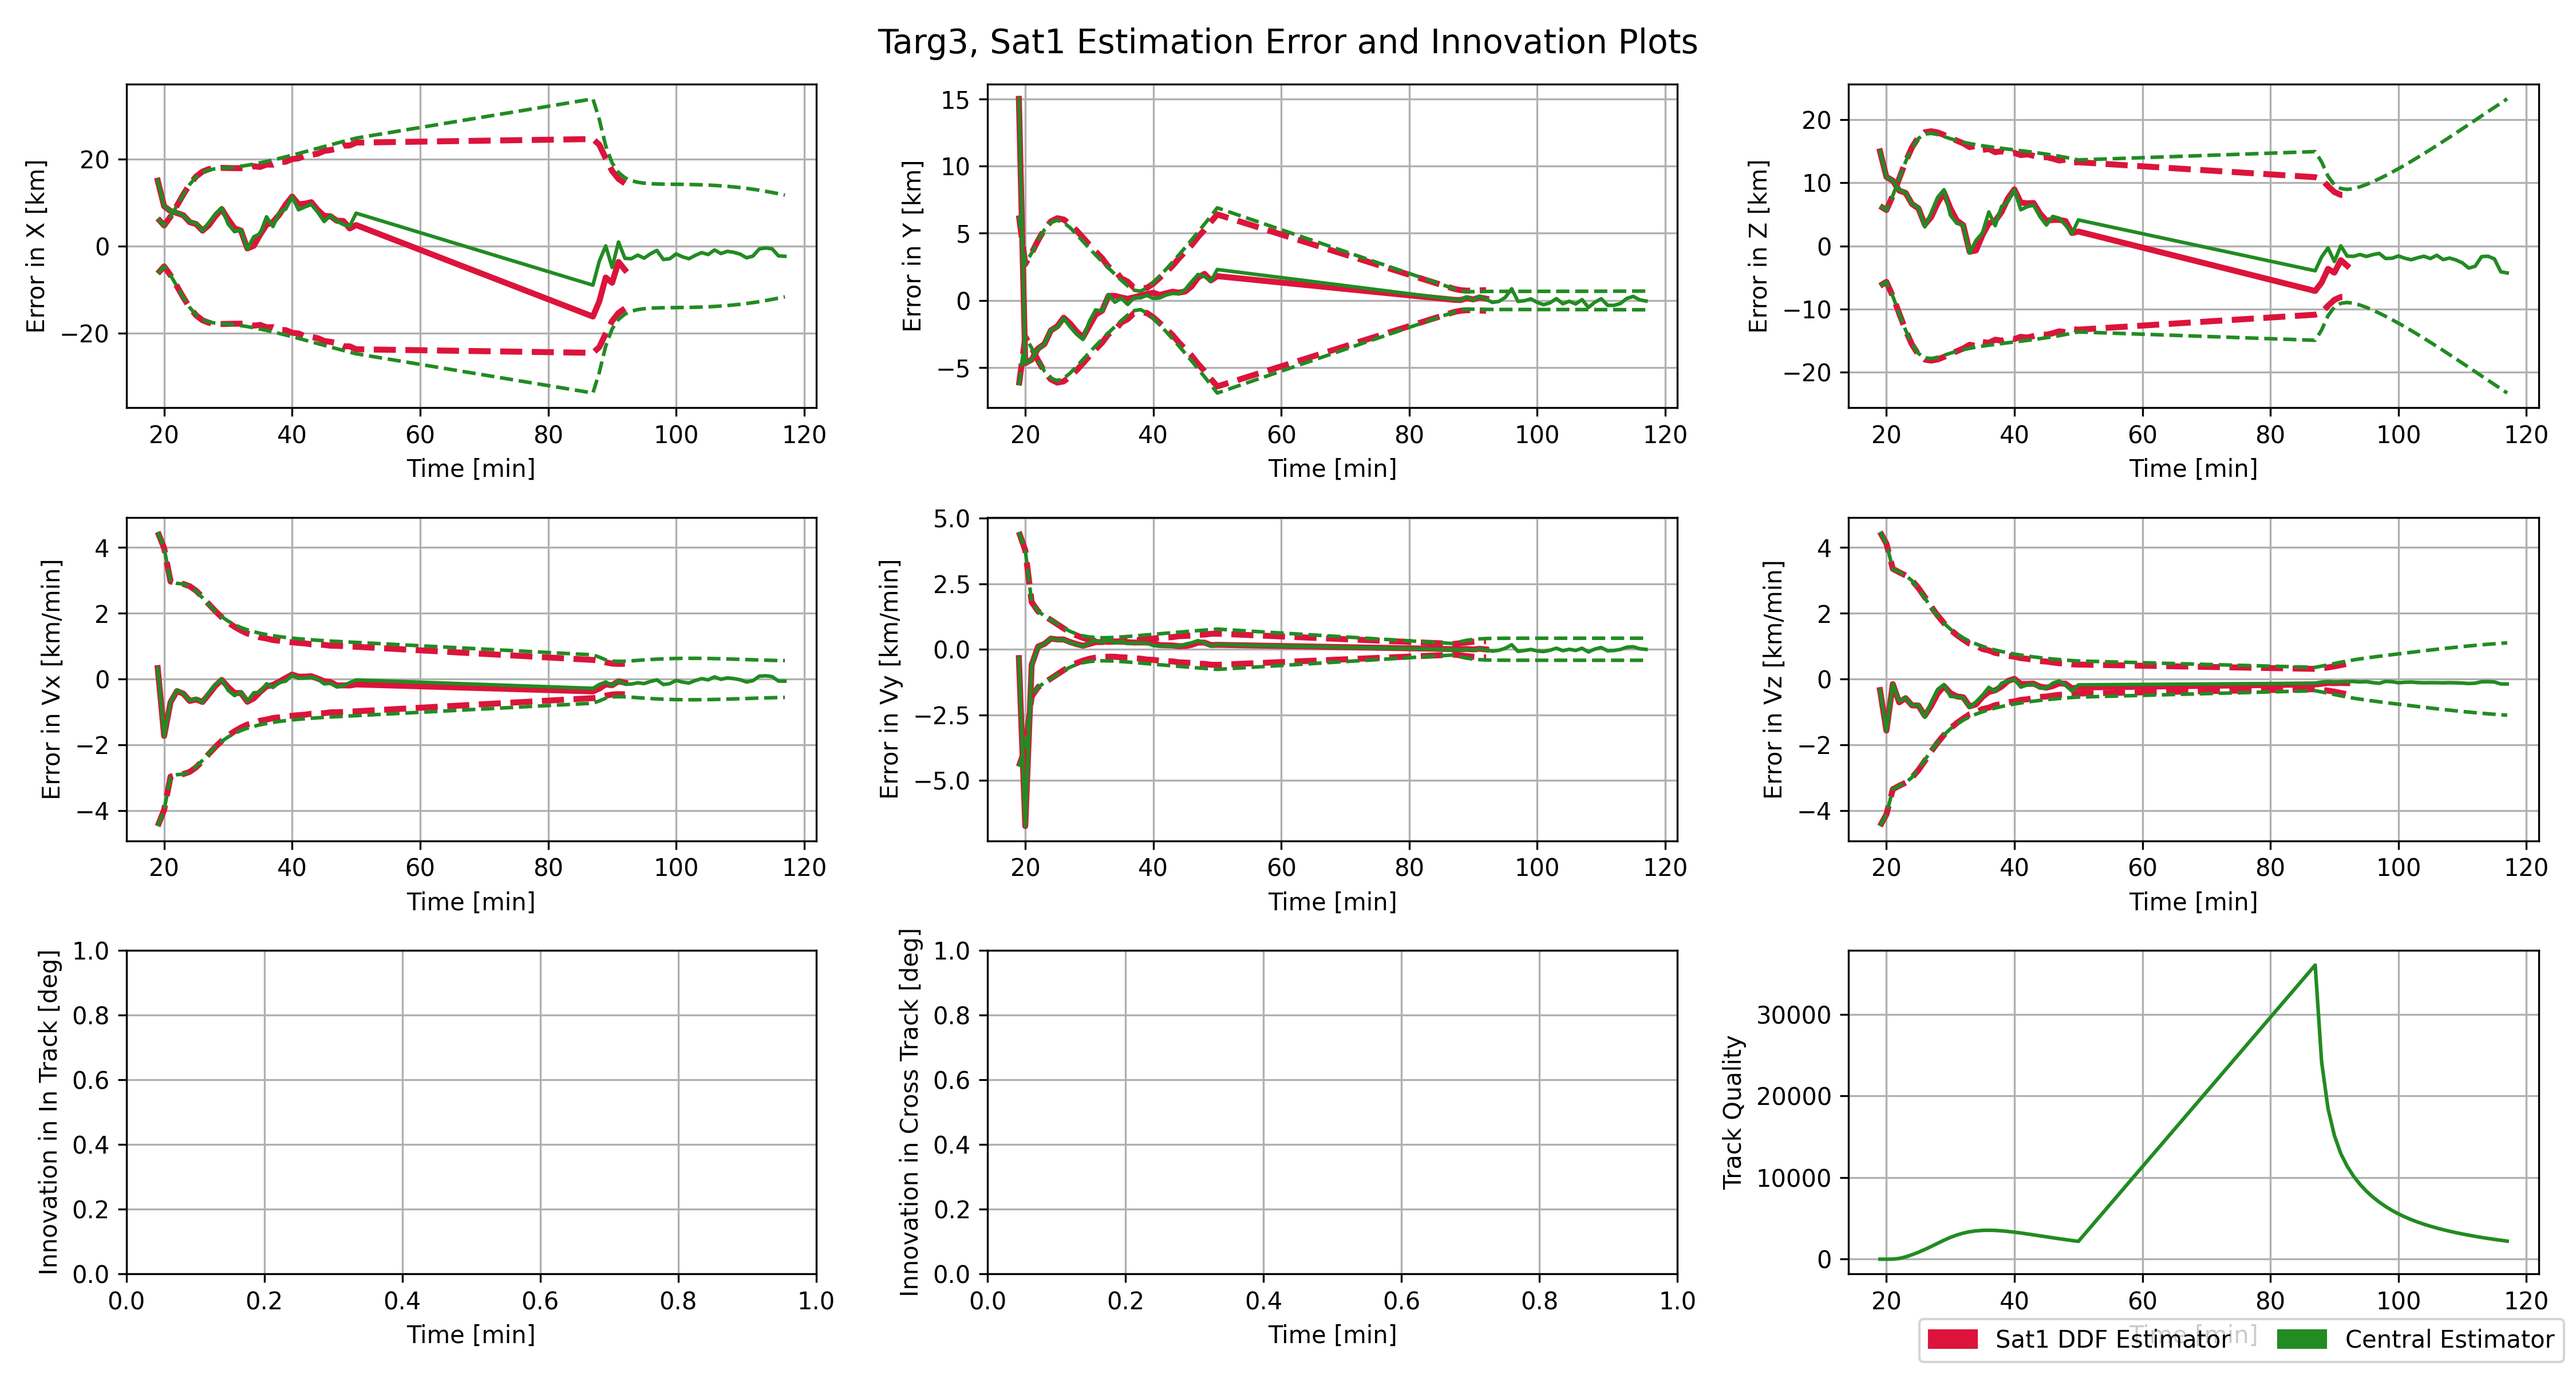 Targ3, Sat1 Estimation Error and Innovation Plots
Error in X [km]
20
0
−20
20 40 60 80 100 120
Time [min]
Error in Y [km]
15
10
5
0
−5
20 40 60 80 100 120
Time [min]
Error in Z [km]
20
10
0
−10
−20
20 40 60 80 100 120
Time [min]
Error in Vx [km/min]
4
2
0
−2
−4
20 40 60 80 100 120
Time [min]
Error in Vy [km/min]
5.0
2.5
0.0
−2.5
−5.0
20 40 60 80 100 120
Time [min]
Error in Vz [km/min]
4
2
0
−2
−4
20 40 60 80 100 120
Time [min]
Innovation in In Track [deg]
1.0
0.8
0.6
0.4
0.2
0.0
0.0 0.2 0.4 0.6 0.8 1.0
Time [min]
Innovation in Cross Track [deg]
1.0
0.8
0.6
0.4
0.2
0.0
0.0 0.2 0.4 0.6 0.8 1.0
Time [min]
Track Quality
30000
20000
10000
0
20 40 60 80 100 120
Time [min]
Sat1 DDF Estimator Central Estimator